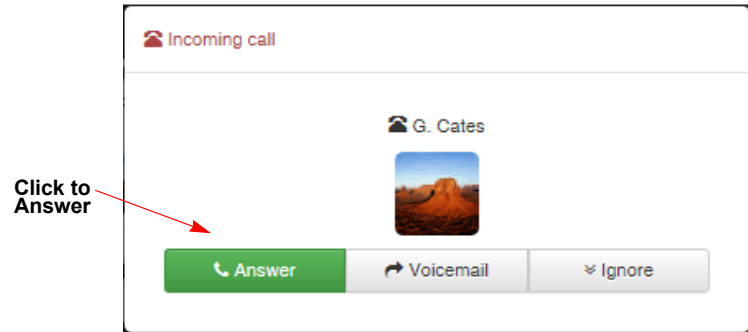 Incoming call
G. Cates
Click to
Answer
Answer
Voicemail
Ignore